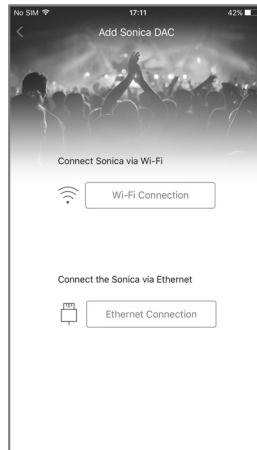 No SIM 17:11 42%
Add Sonica DAC
Connect Sonica via Wi-Fi
Wi-Fi Connection
Connect the Sonica via Ethernet
Ethernet Connection